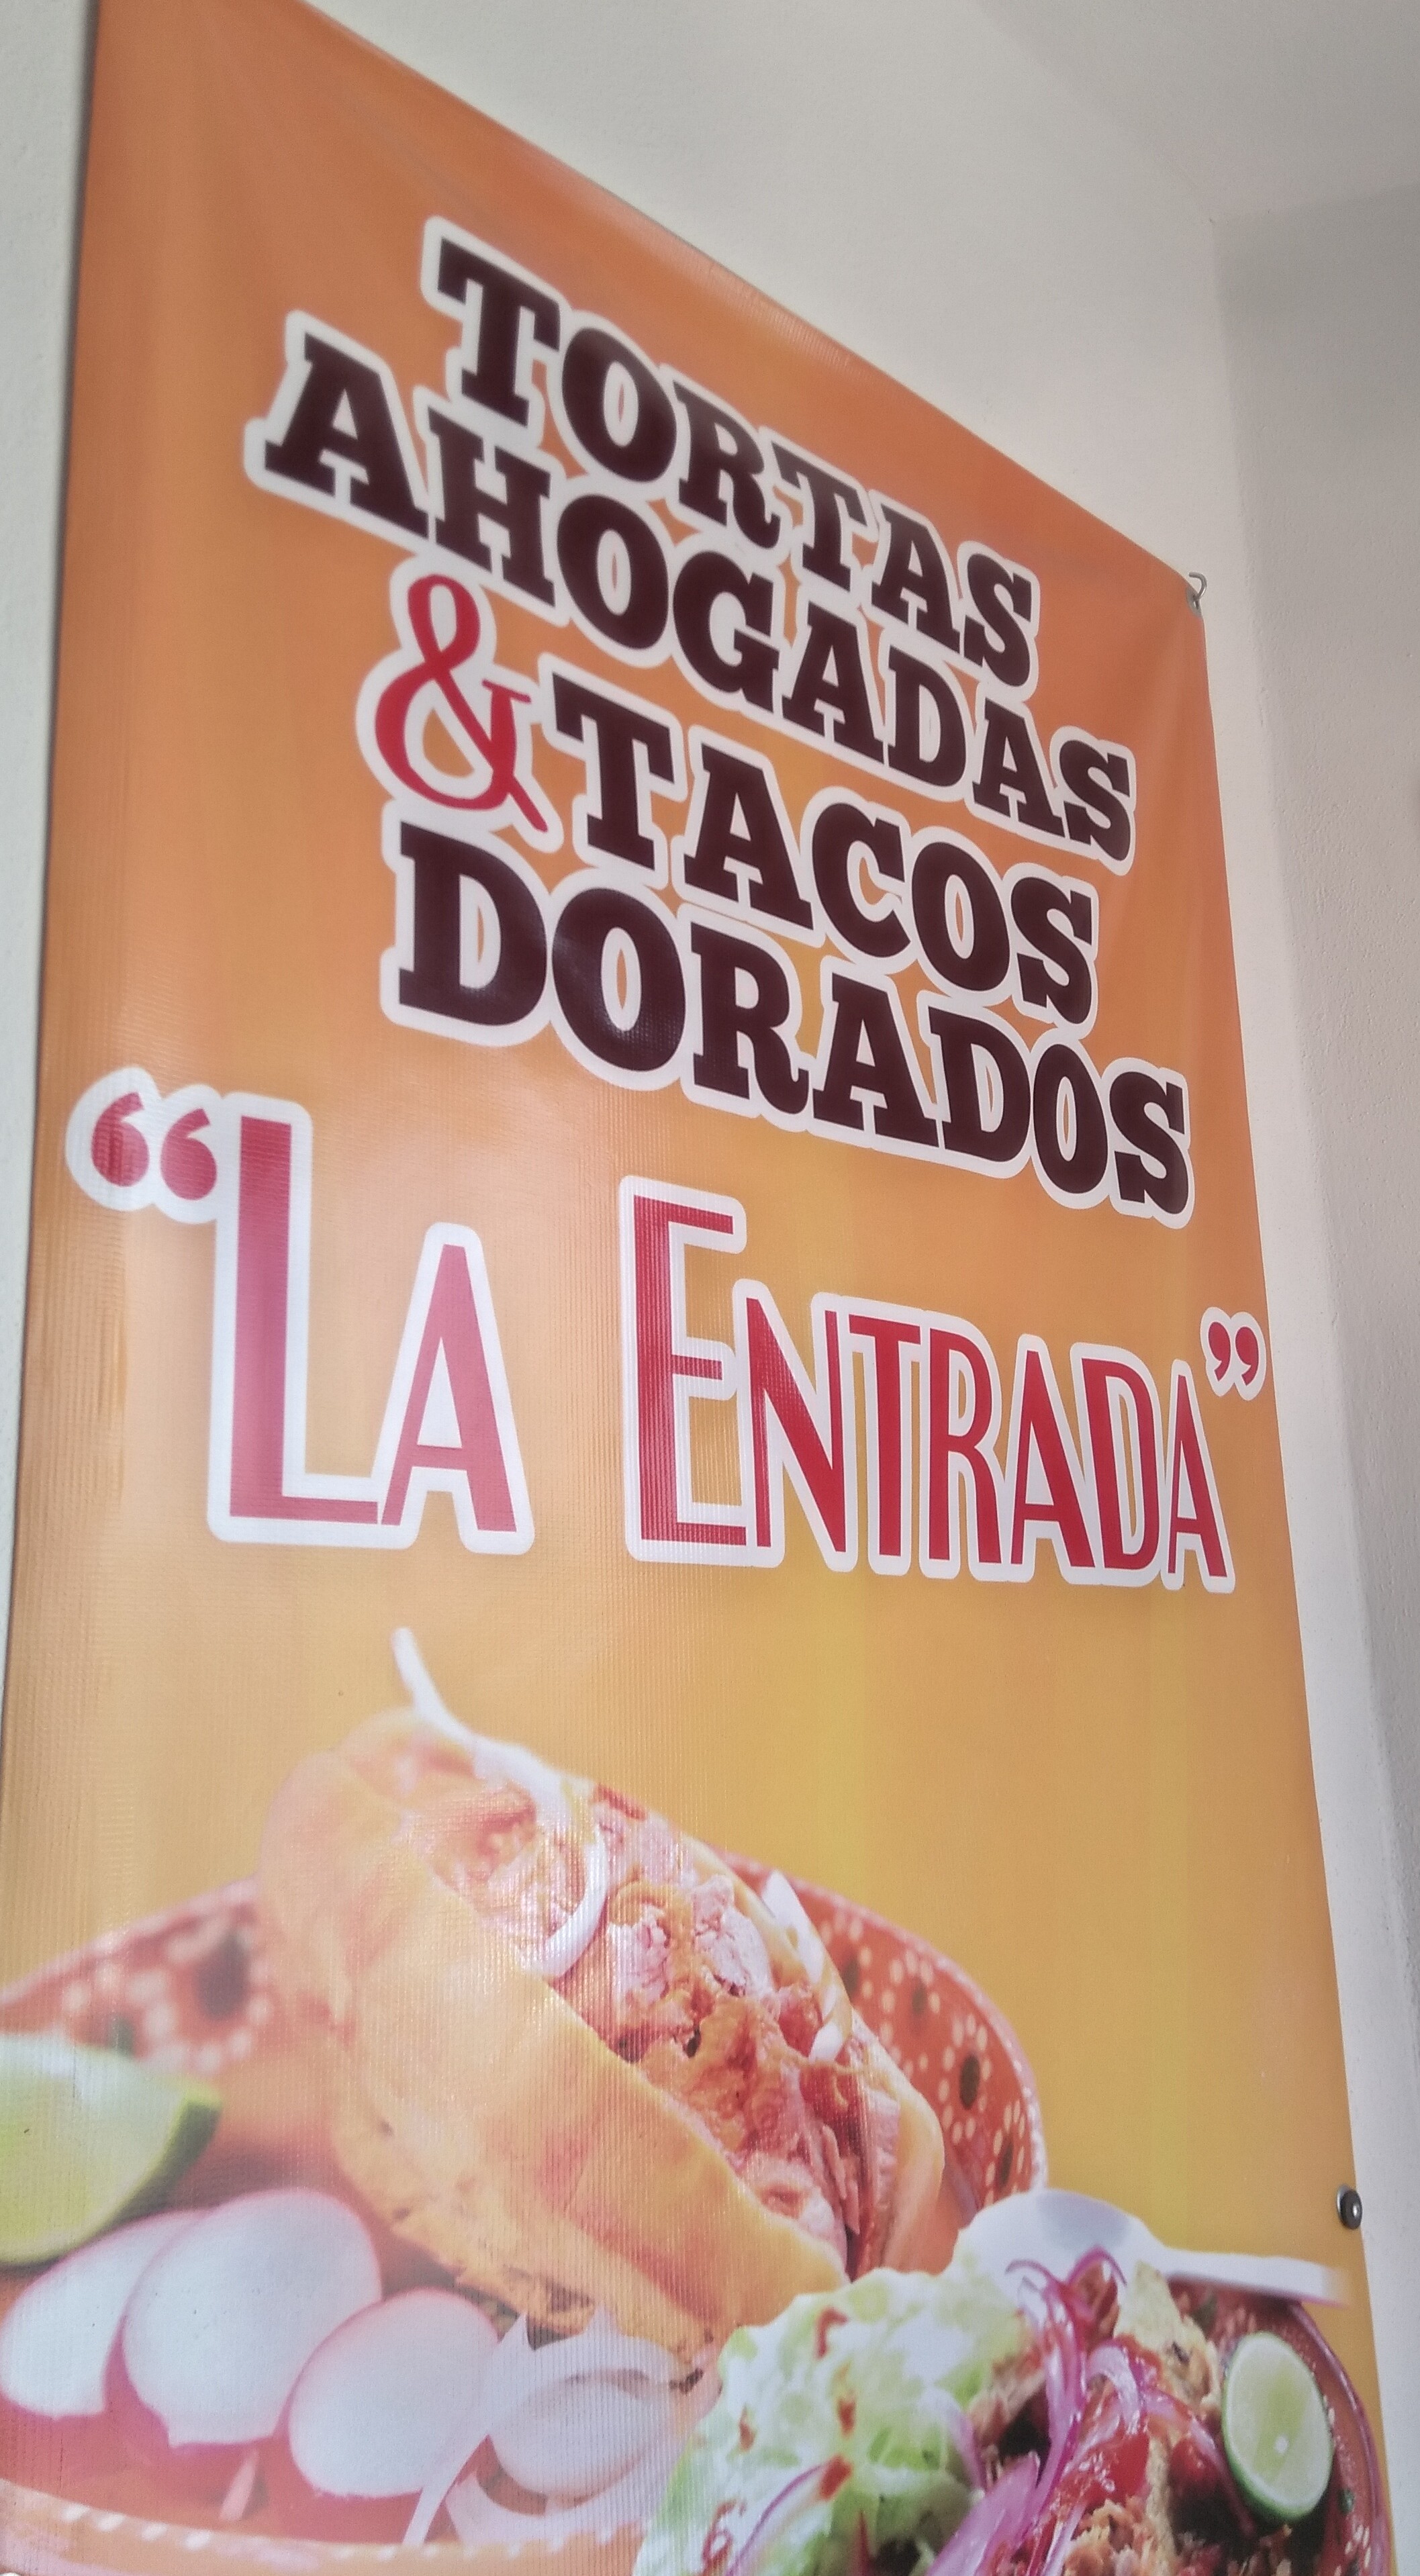 TORTAS
AHOGADAS
& TACOS
DORADOS
“LA ENTRADA”